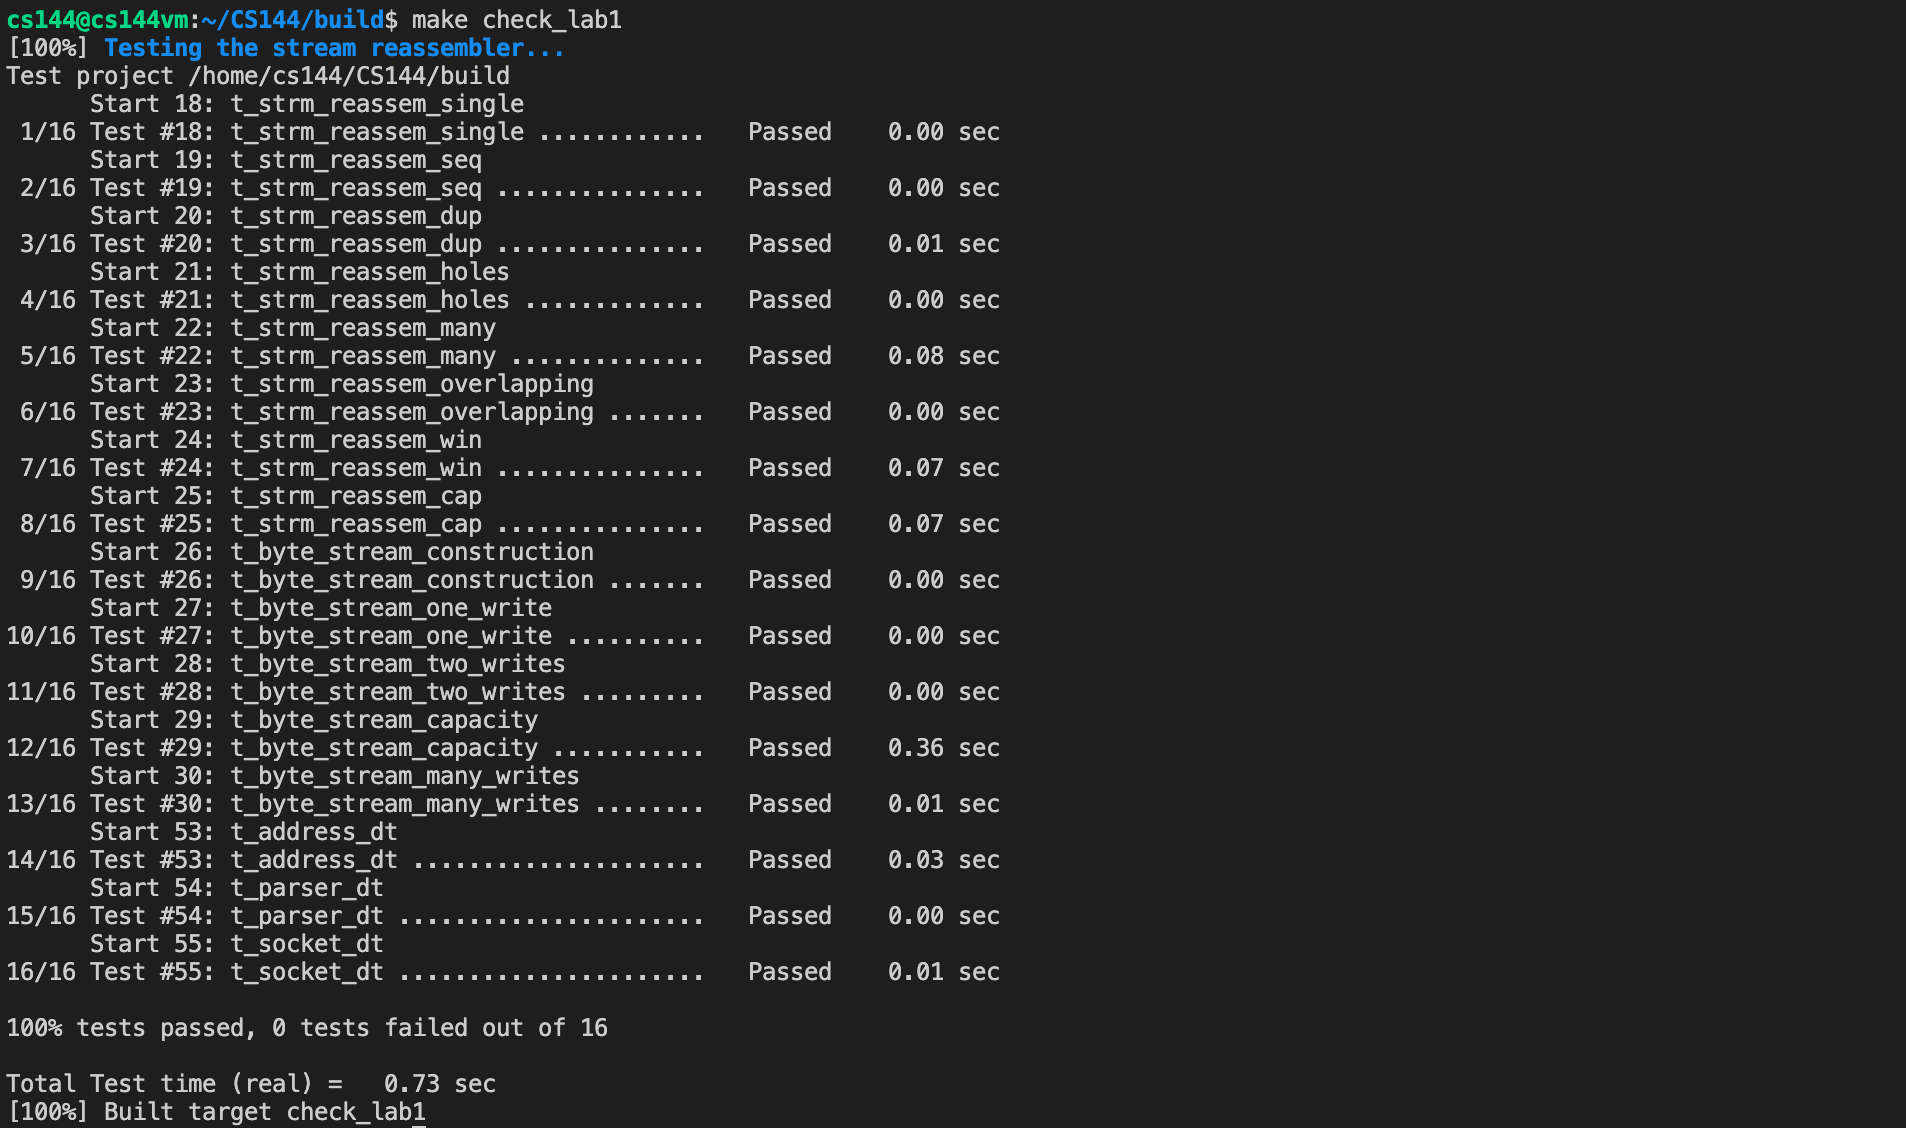 cs144@cs144vm:~/CS144/build$ make check_lab1
[100%] Testing the stream reassembler...
Test project /home/cs144/CS144/build
      Start 18: t_strm_reassem_single
 1/16 Test #18: t_strm_reassem_single ............   Passed    0.00 sec
      Start 19: t_strm_reassem_seq
 2/16 Test #19: t_strm_reassem_seq ...............   Passed    0.00 sec
      Start 20: t_strm_reassem_dup
 3/16 Test #20: t_strm_reassem_dup ...............   Passed    0.01 sec
      Start 21: t_strm_reassem_holes
 4/16 Test #21: t_strm_reassem_holes .............   Passed    0.00 sec
      Start 22: t_strm_reassem_many
 5/16 Test #22: t_strm_reassem_many ..............   Passed    0.08 sec
      Start 23: t_strm_reassem_overlapping
 6/16 Test #23: t_strm_reassem_overlapping .......   Passed    0.00 sec
      Start 24: t_strm_reassem_win
 7/16 Test #24: t_strm_reassem_win ...............   Passed    0.07 sec
      Start 25: t_strm_reassem_cap
 8/16 Test #25: t_strm_reassem_cap ...............   Passed    0.07 sec
      Start 26: t_byte_stream_construction
 9/16 Test #26: t_byte_stream_construction .......   Passed    0.00 sec
      Start 27: t_byte_stream_one_write
10/16 Test #27: t_byte_stream_one_write ..........   Passed    0.00 sec
      Start 28: t_byte_stream_two_writes
11/16 Test #28: t_byte_stream_two_writes .........   Passed    0.00 sec
      Start 29: t_byte_stream_capacity
12/16 Test #29: t_byte_stream_capacity ...........   Passed    0.36 sec
      Start 30: t_byte_stream_many_writes
13/16 Test #30: t_byte_stream_many_writes ........   Passed    0.01 sec
      Start 53: t_address_dt
14/16 Test #53: t_address_dt .....................   Passed    0.03 sec
      Start 54: t_parser_dt
15/16 Test #54: t_parser_dt ......................   Passed    0.00 sec
      Start 55: t_socket_dt
16/16 Test #55: t_socket_dt ......................   Passed    0.01 sec

100% tests passed, 0 tests failed out of 16

Total Test time (real) =   0.73 sec
[100%] Built target check_lab1